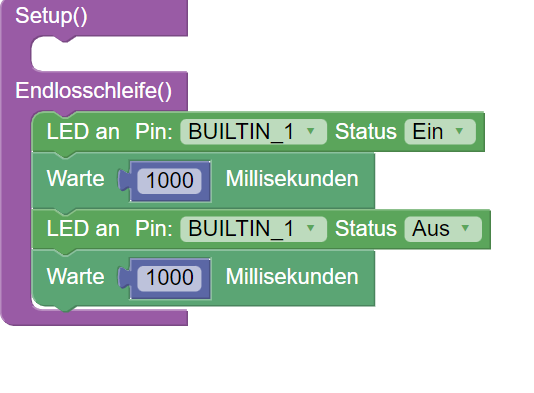 Setup()
Endlosschleife()
LED an Pin: BUILTIN_1 Status Ein
Warte 1000 Millisekunden
LED an Pin: BUILTIN_1 Status Aus
Warte 1000 Millisekunden